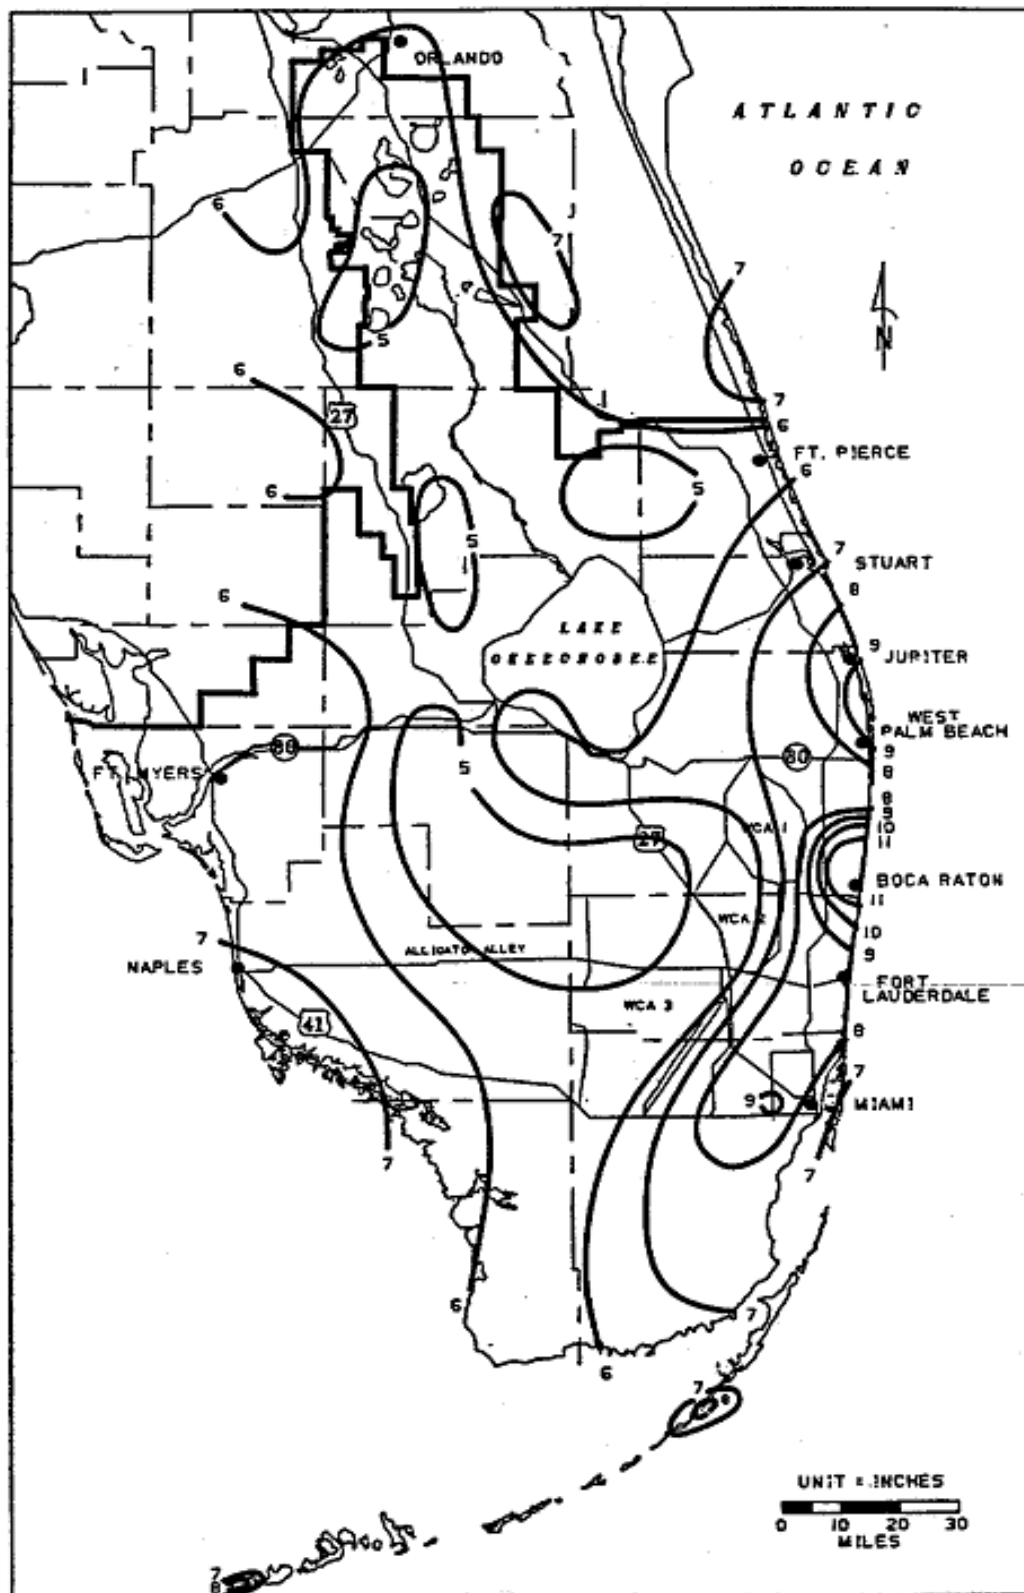 ORLANDO
ATLANTIC
OCEAN
6
7
7
N
5
6
27
7
6
FT. PIERCE
6
6
5
5
7
STUART
8
6
LAKE
OKEECHOBEE
9
JUPITER
WEST
PALM BEACH
80
80
9
8
FT. MYERS
5
8
9
10
11
WCA 1
27
BOCA RATON
11
WCA 2
10
9
7
ALLIGATOR ALLEY
NAPLES
FORT
LAUDERDALE
WCA 3
41
8
7
9
MIAMI
7
7
6
7
6
7
UNIT = INCHES
0 10 20 30
MILES
7
8